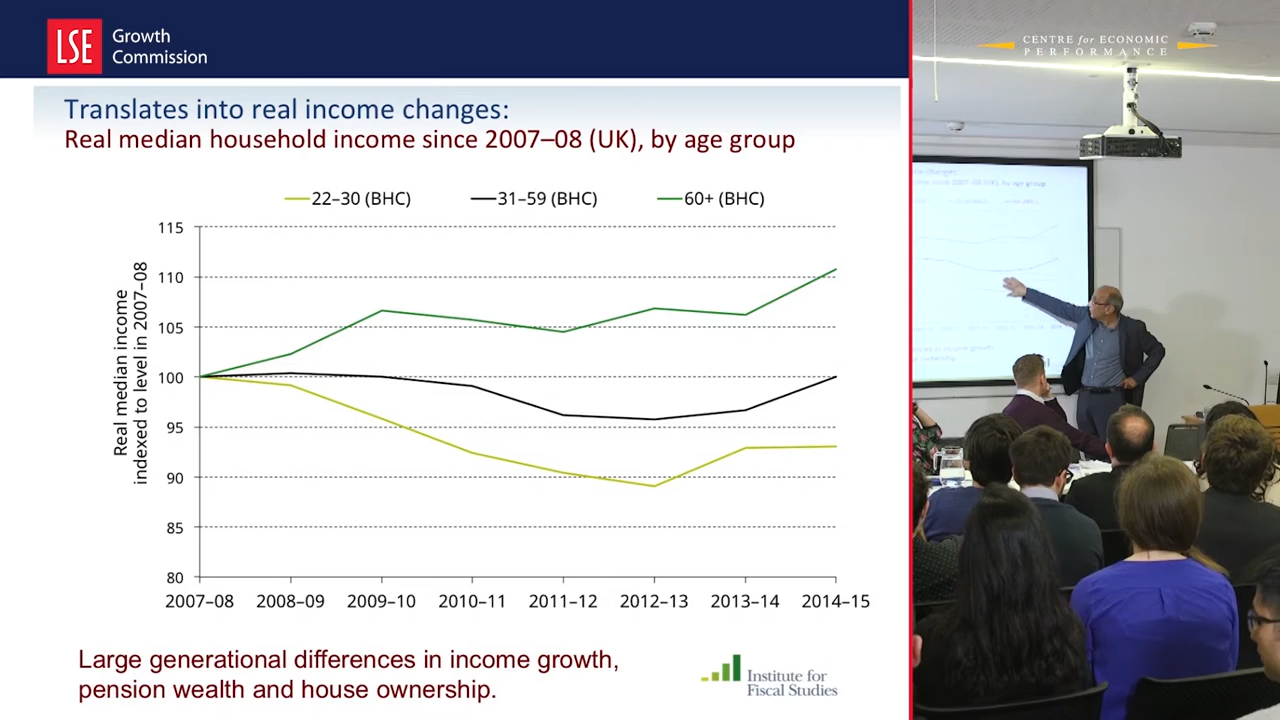 LSE
Growth
Commission
CENTRE for ECONOMIC
PERFORMANCE
Translates into real income changes:
Real median household income since 2007–08 (UK), by age group
22–30 (BHC) 31–59 (BHC) 60+ (BHC)
Real median income
indexed to level in 2007–08
115
110
105
100
95
90
85
80
2007–08 2008–09 2009–10 2010–11 2011–12 2012–13 2013–14 2014–15
Large generational differences in income growth,
pension wealth and house ownership.
Institute for
Fiscal Studies